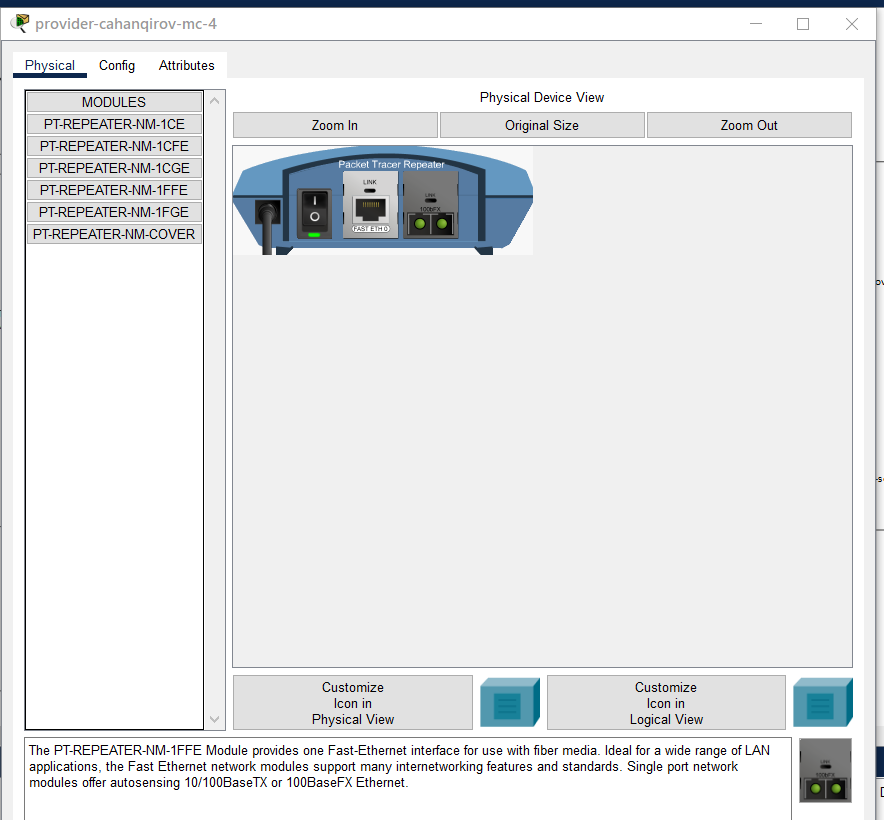 provider-cahanqirov-mc-4
Physical Config Attributes
MODULES
PT-REPEATER-NM-1CE
PT-REPEATER-NM-1CFE
PT-REPEATER-NM-1CGE
PT-REPEATER-NM-1FFE
PT-REPEATER-NM-1FGE
PT-REPEATER-NM-COVER
Physical Device View
Zoom In Original Size Zoom Out
Packet Tracer Repeater
LINK
FAST ETH 0
LINK
100bFX
Customize
Icon in
Physical View
Customize
Icon in
Logical View
The PT-REPEATER-NM-1FFE Module provides one Fast-Ethernet interface for use with fiber media. Ideal for a wide range of LAN
applications, the Fast Ethernet network modules support many internetworking features and standards. Single port network
modules offer autosensing 10/100BaseTX or 100BaseFX Ethernet.
LINK
100bFX